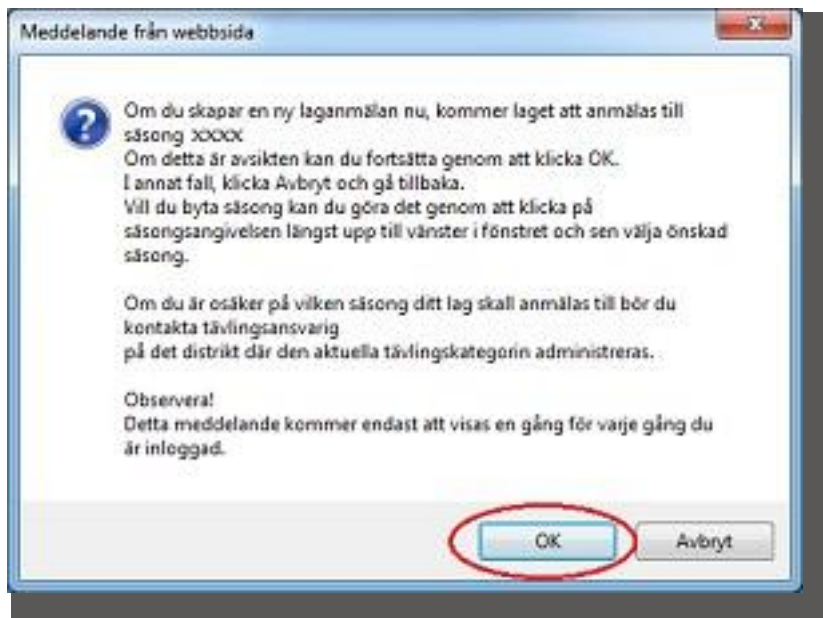 Meddelande från webbsida
Om du skapar en ny laganmälan nu, kommer laget att anmälas till
säsong xxxx
Om detta är avsikten kan du fortsätta genom att klicka OK.
I annat fall, klicka Avbryt och gå tillbaka.
Vill du byta säsong kan du göra det genom att klicka på
säsongsangivelsen längst upp till vänster i fönstret och sen välja önskad
säsong.
Om du är osäker på vilken säsong ditt lag skall anmälas till bör du
kontakta tävlingsansvarig
på det distrikt där den aktuella tävlingskategorin administreras.
Observera!
Detta meddelande kommer endast att visas en gång för varje gång du
är inloggad.
OK
Avbryt